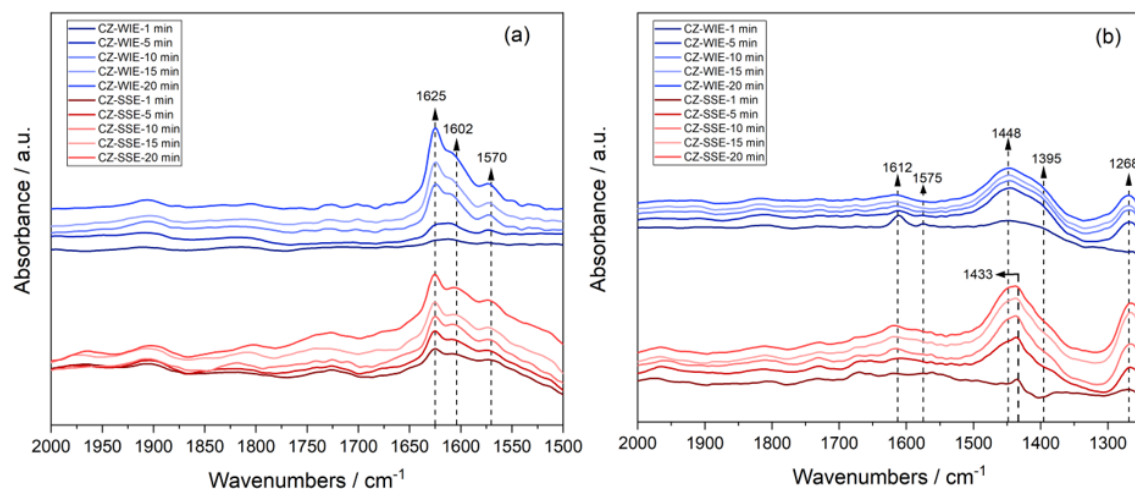 (a)
CZ-WIE-1 min
CZ-WIE-5 min
CZ-WIE-10 min
CZ-WIE-15 min
CZ-WIE-20 min
CZ-SSE-1 min
CZ-SSE-5 min
CZ-SSE-10 min
CZ-SSE-15 min
CZ-SSE-20 min
1625
1602
1570
Absorbance / a.u.
2000 1950 1900 1850 1800 1750 1700 1650 1600 1550 1500
Wavenumbers / cm⁻¹
(b)
CZ-WIE-1 min
CZ-WIE-5 min
CZ-WIE-10 min
CZ-WIE-15 min
CZ-WIE-20 min
CZ-SSE-1 min
CZ-SSE-5 min
CZ-SSE-10 min
CZ-SSE-15 min
CZ-SSE-20 min
1448
1612
1575
1395
1268
1433
Absorbance / a.u.
2000 1900 1800 1700 1600 1500 1400 1300
Wavenumbers / cm⁻¹